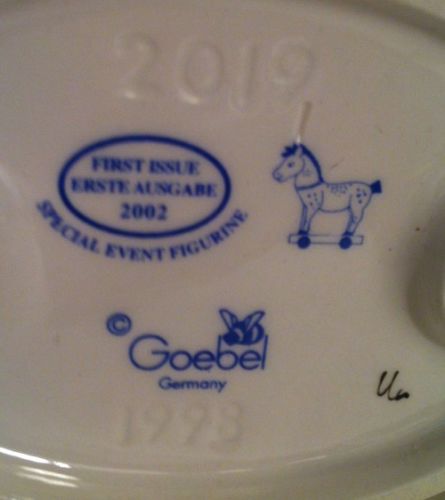 2019
FIRST ISSUE
ERSTE AUSGABE
2002
SPECIAL EVENT FIGURINE
© Goebel
Germany
1998